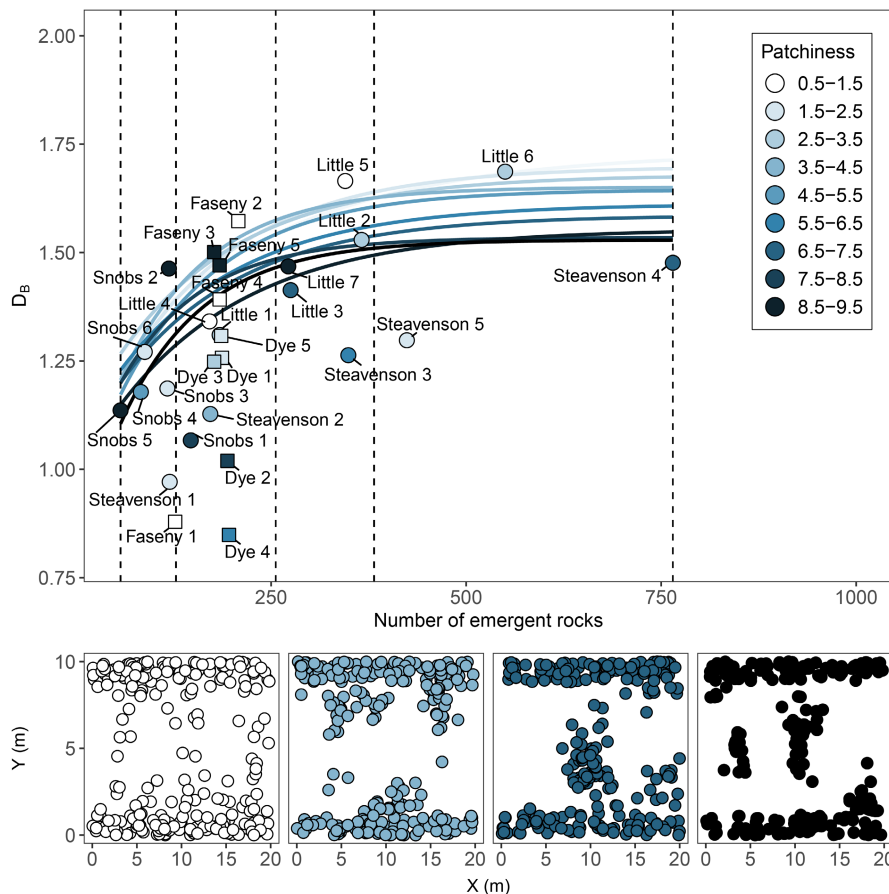 2.00
1.75
1.50
1.25
1.00
0.75
D_B
250
500
750
1000
Number of emergent rocks
Patchiness
0.5−1.5
1.5−2.5
2.5−3.5
3.5−4.5
4.5−5.5
5.5−6.5
6.5−7.5
7.5−8.5
8.5−9.5
Little 5
Little 6
Faseny 2
Little 2
Faseny 3
Faseny 5
Snobs 2
Little 7
Steavenson 4
Faseny 4
Little 4
Little 3
Snobs 6
Little 1
Steavenson 5
Dye 5
Dye 3
Dye 1
Steavenson 3
Snobs 3
Snobs 4
Steavenson 2
Snobs 5
Snobs 1
Dye 2
Steavenson 1
Faseny 1
Dye 4
10
5
0
Y (m)
0 5 10 15 20
0 5 10 15 20
0 5 10 15 20
0 5 10 15 20
X (m)